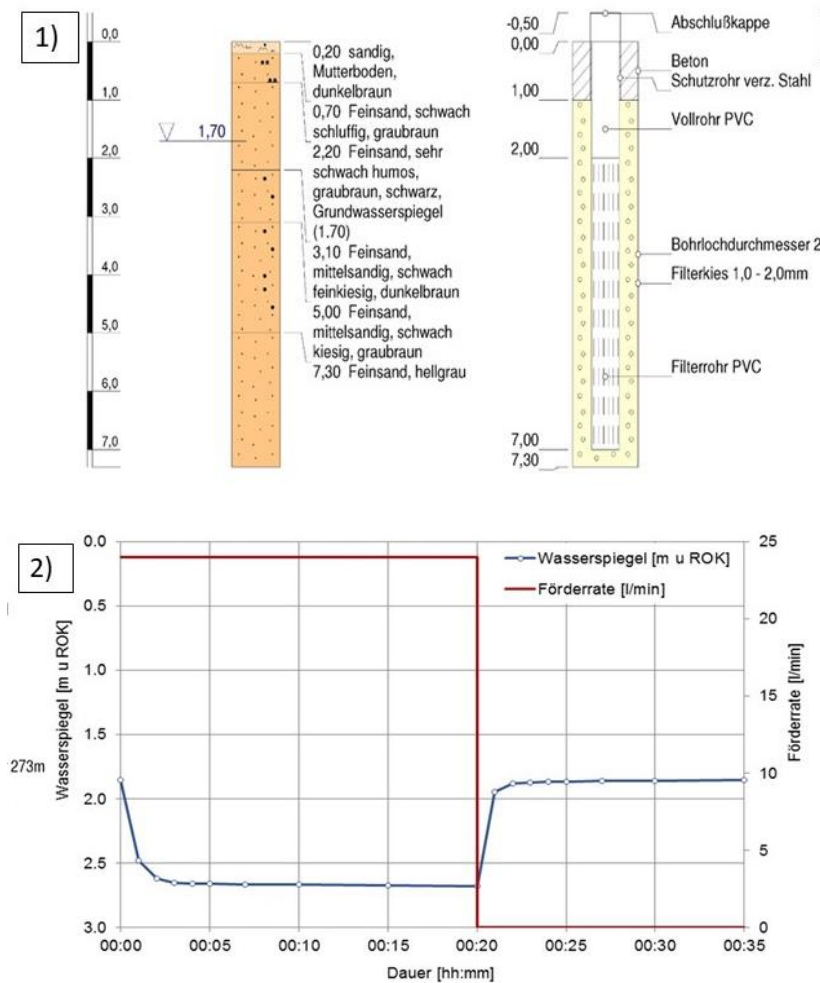 1)
0,0
1,0
2,0
3,0
4,0
5,0
6,0
7,0
1,70
0,20 sandig,
Mutterboden,
dunkelbraun
0,70 Feinsand, schwach
schluffig, graubraun
2,20 Feinsand, sehr
schwach humos,
graubraun, schwarz,
Grundwasserspiegel
(1.70)
3,10 Feinsand,
mittelsandig, schwach
feinkiesig, dunkelbraun
5,00 Feinsand,
mittelsandig, schwach
kiesig, graubraun
7,30 Feinsand, hellgrau
-0,50
0,00
1,00
2,00
7,00
7,30
Abschlußkappe
Beton
Schutzrohr verz. Stahl
Vollrohr PVC
Bohrlochdurchmesser 2
Filterkies 1,0 - 2,0mm
Filterrohr PVC
2)
273m
Wasserspiegel [m u ROK]
0.0
0.5
1.0
1.5
2.0
2.5
3.0
Wasserspiegel [m u ROK]
Förderrate [l/min]
25
20
15
10
5
0
Förderrate [l/min]
00:00
00:05
00:10
00:15
00:20
00:25
00:30
00:35
Dauer [hh:mm]